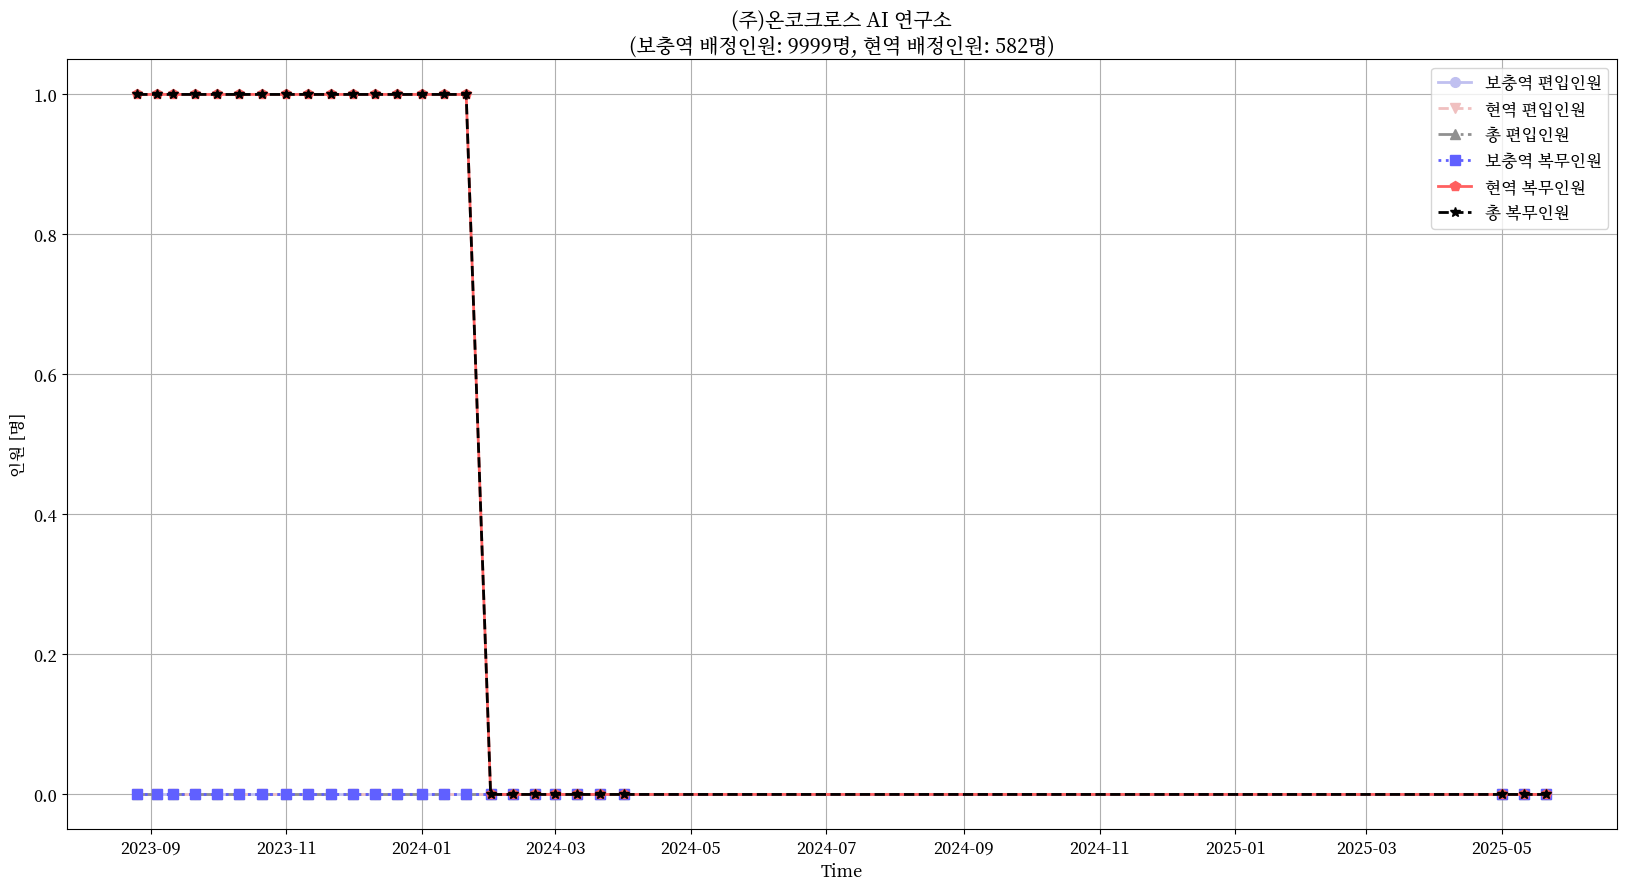 (주)온코크로스 AI 연구소
(보충역 배정인원: 9999명, 현역 배정인원: 582명)
보충역 편입인원
현역 편입인원
총 편입인원
보충역 복무인원
현역 복무인원
총 복무인원
인원 [명]
1.0
0.8
0.6
0.4
0.2
0.0
2023-09 2023-11 2024-01 2024-03 2024-05 2024-07 2024-09 2024-11 2025-01 2025-03 2025-05
Time